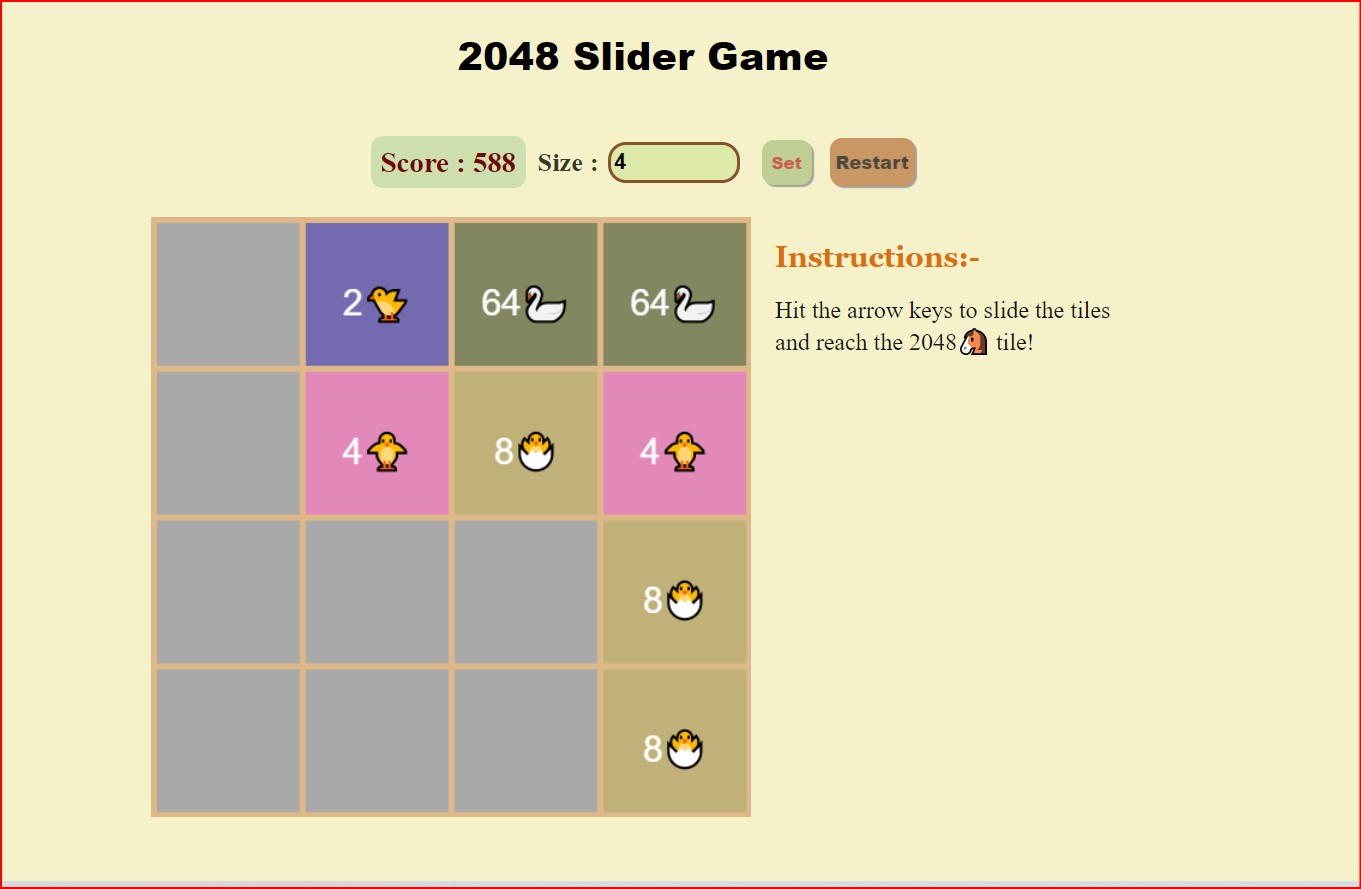 2048 Slider Game
Score : 588 Size : 4 Set Restart
Instructions:-
Hit the arrow keys to slide the tiles
and reach the 2048🐴 tile!
2🐤 64🦢 64🦢
4🐥 8🐣 4🐥
8🐣
8🐣